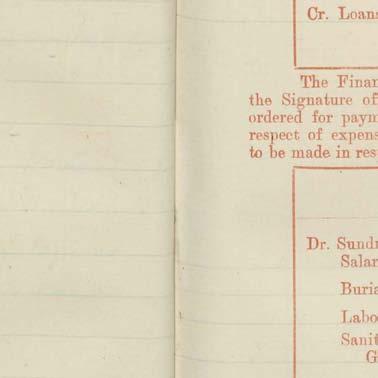 Cr. Loans
The Finan
the Signature of
ordered for paym
respect of expens
to be made in res
Dr. Sundr
Salar
Buria
Labo
Sanit
G